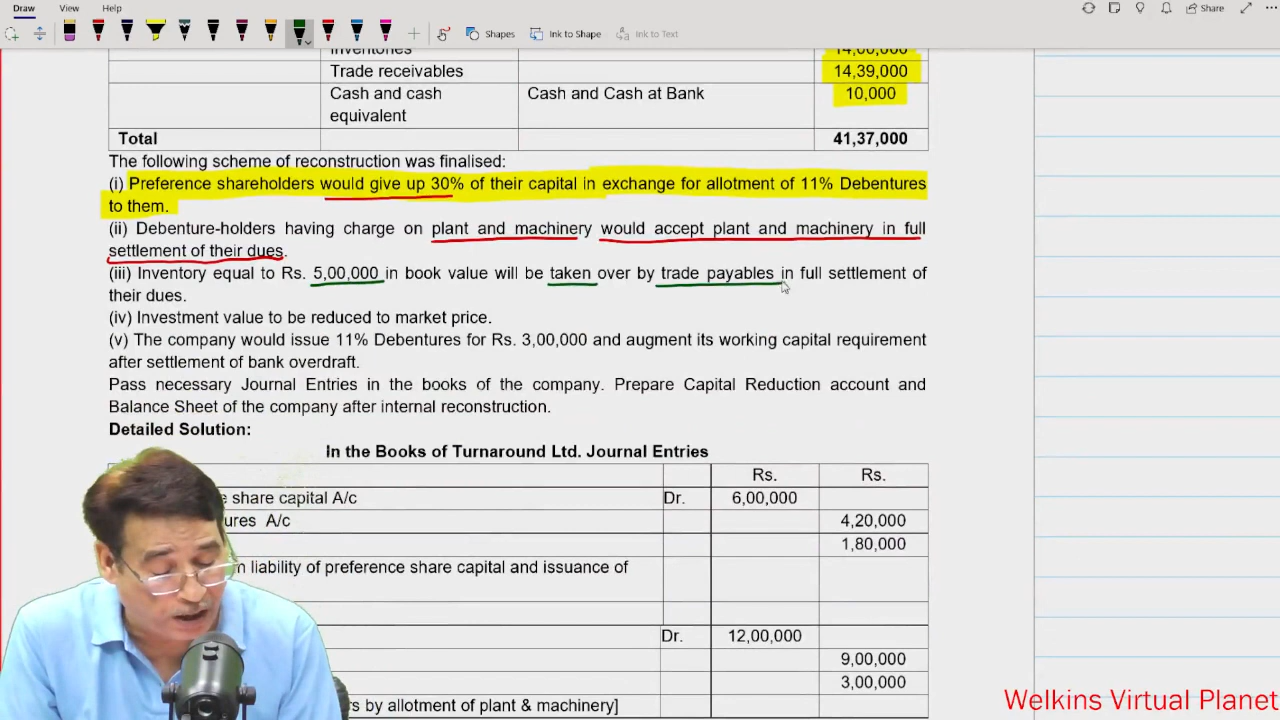 Draw View Help
Share
Shapes Ink to Shape Ink to Text
Inventories 14,00,000
Trade receivables 14,39,000
Cash and cash Cash and Cash at Bank 10,000
equivalent
Total 41,37,000
The following scheme of reconstruction was finalised:
(i) Preference shareholders would give up 30% of their capital in exchange for allotment of 11% Debentures
to them.
(ii) Debenture-holders having charge on plant and machinery would accept plant and machinery in full
settlement of their dues.
(iii) Inventory equal to Rs. 5,00,000 in book value will be taken over by trade payables in full settlement of
their dues.
(iv) Investment value to be reduced to market price.
(v) The company would issue 11% Debentures for Rs. 3,00,000 and augment its working capital requirement
after settlement of bank overdraft.
Pass necessary Journal Entries in the books of the company. Prepare Capital Reduction account and
Balance Sheet of the company after internal reconstruction.
Detailed Solution:
In the Books of Turnaround Ltd. Journal Entries
Rs. Rs.
share capital A/c Dr. 6,00,000
A/c 4,20,000
1,80,000
liability of preference share capital and issuance of
Dr. 12,00,000
9,00,000
3,00,000
by allotment of plant & machinery]
Welkins Virtual Planet